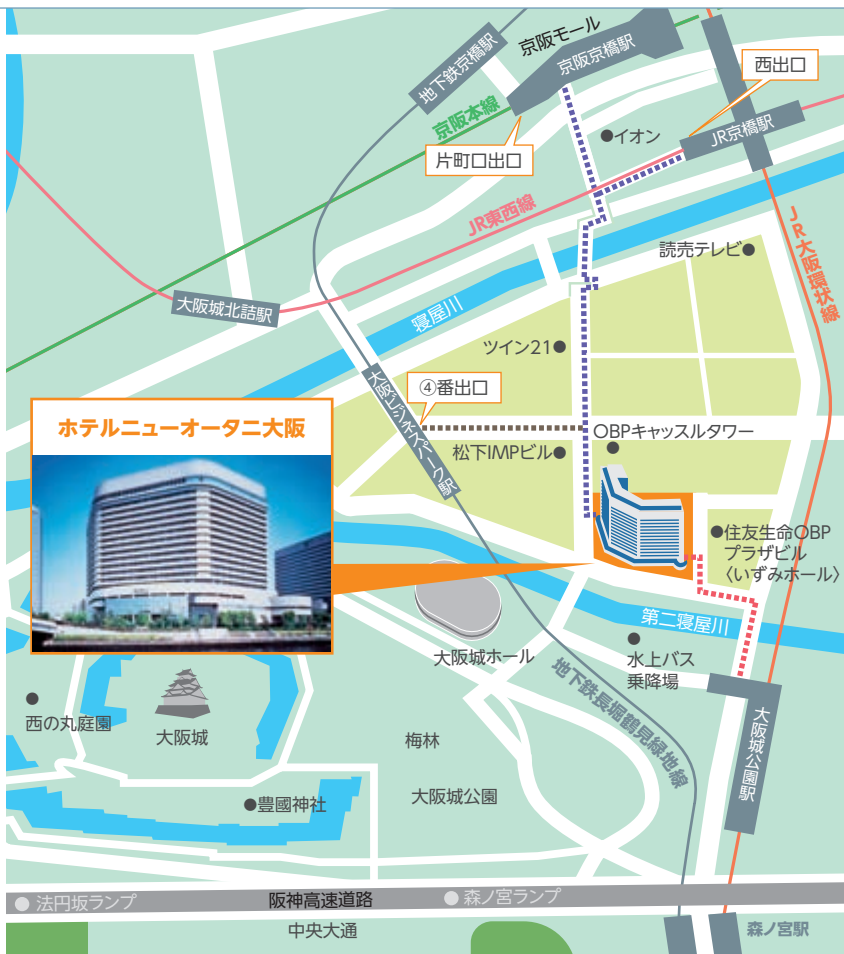 京阪モール
京阪京橋駅
地下鉄京橋駅
西出口
京阪本線
●イオン
JR京橋駅
片町口出口
JR東西線
JR大阪環状線
読売テレビ●
大阪城北詰駅
寝屋川
ツイン21●
④番出口
大阪ビジネスパーク駅
ホテルニューオータニ大阪
OBPキャッスルタワー
●
松下IMPビル●
●住友生命OBP
プラザビル
〈いずみホール〉
第二寝屋川
大阪城ホール
●
水上バス
乗降場
地下鉄長堀鶴見緑地線
●
西の丸庭園
大阪城
梅林
大阪城公園駅
大阪城公園
●豊國神社
●法円坂ランプ
阪神高速道路
●森ノ宮ランプ
中央大通
森ノ宮駅